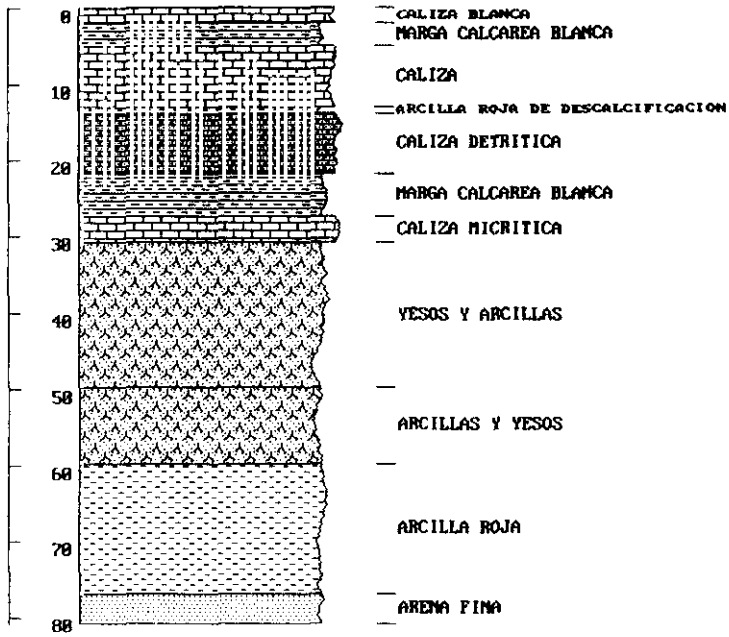 0
CALIZA BLANCA
MARGA CALCAREA BLANCA
CALIZA
10
ARCILLA ROJA DE DESCALCIFICACION
CALIZA DETRITICA
20
MARGA CALCAREA BLANCA
CALIZA MICRITICA
30
YESOS Y ARCILLAS
40
50
ARCILLAS Y YESOS
60
ARCILLA ROJA
70
ARENA FINA
80